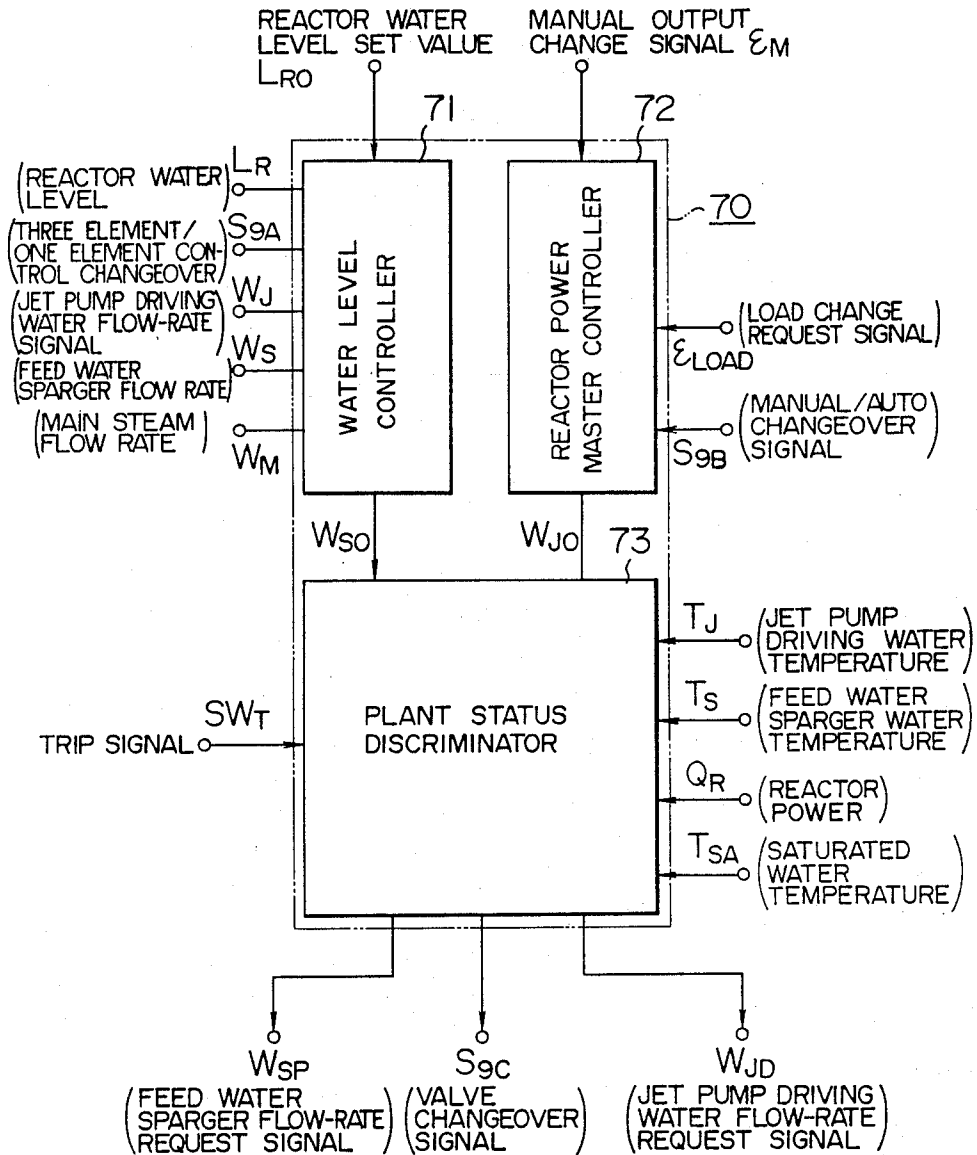 REACTOR WATER
LEVEL SET VALUE
LRO
MANUAL OUTPUT
CHANGE SIGNAL εM
71
72
70
LR
(REACTOR WATER
LEVEL)
S9A
(THREE ELEMENT/
ONE ELEMENT CON-
TROL CHANGEOVER)
WJ
(JET PUMP DRIVING
WATER FLOW-RATE
SIGNAL)
WS
(FEED WATER
SPARGER FLOW RATE)
(MAIN STEAM
FLOW RATE)
WM
WATER LEVEL
CONTROLLER
REACTOR POWER
MASTER CONTROLLER
(LOAD CHANGE
REQUEST SIGNAL)
εLOAD
(MANUAL/AUTO
CHANGEOVER
SIGNAL)
S9B
WSO
WJO
73
PLANT STATUS
DISCRIMINATOR
TRIP SIGNAL
SWT
TJ
(JET PUMP
DRIVING WATER
TEMPERATURE)
TS
(FEED WATER
SPARGER WATER
TEMPERATURE)
QR
(REACTOR
POWER)
TSA
(SATURATED
WATER
TEMPERATURE)
WSP
(FEED WATER
SPARGER FLOW-RATE
REQUEST SIGNAL)
S9C
(VALVE
CHANGEOVER
SIGNAL)
WJD
(JET PUMP DRIVING
WATER FLOW-RATE
REQUEST SIGNAL)